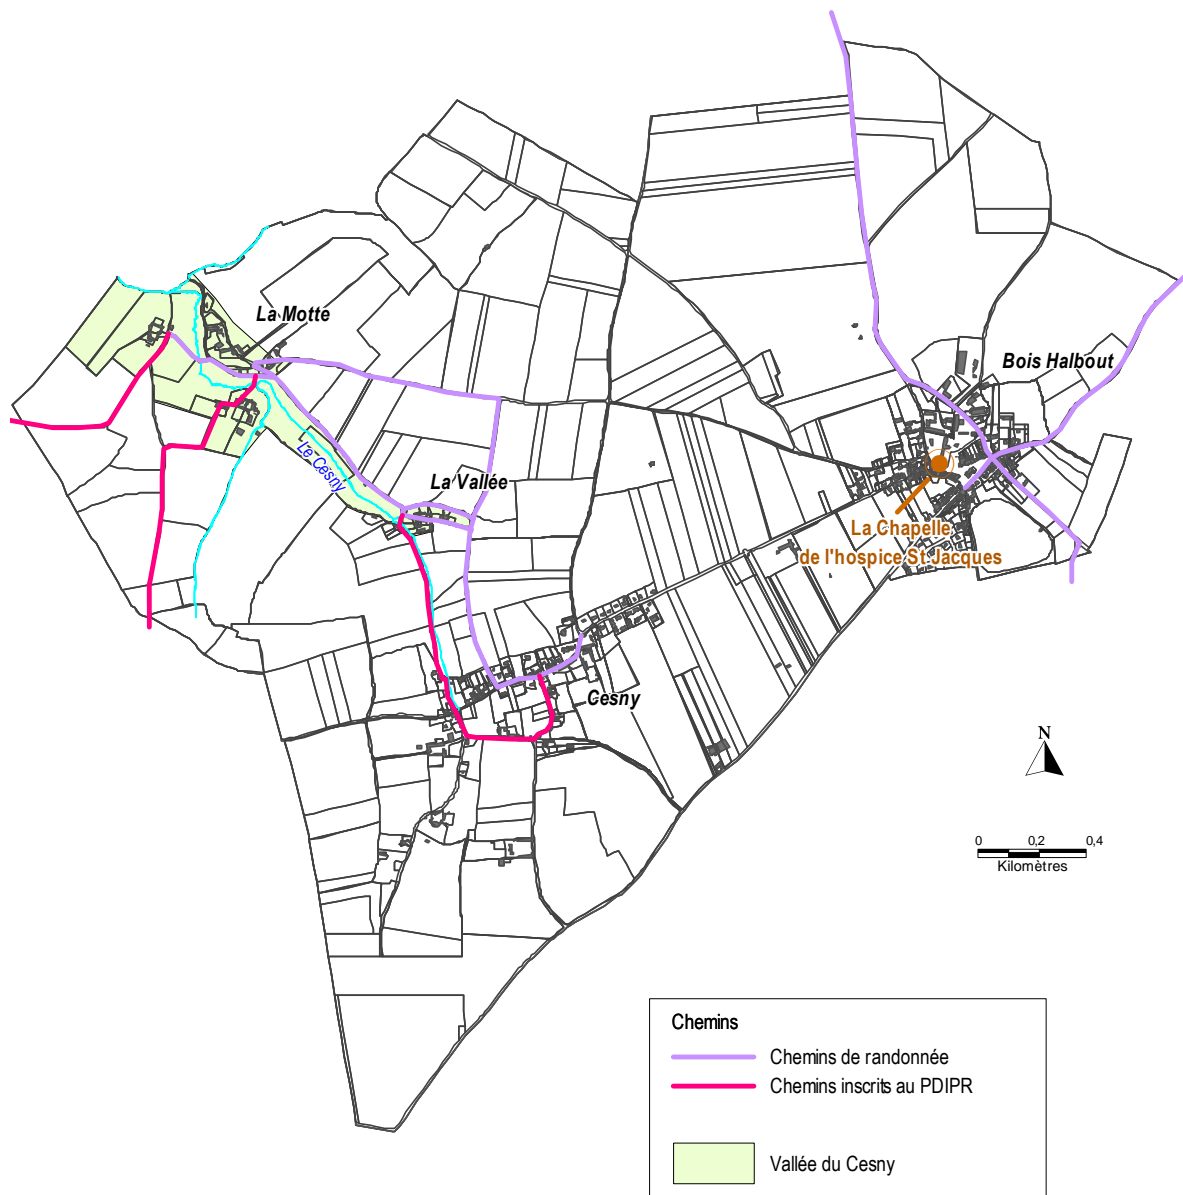 La Motte
Bois Halbout
Le Cesny
La Vallée
La Chapelle
de l'hospice St Jacques
Cesny
N
0 0,2 0,4
Kilomètres
Chemins
Chemins de randonnée
Chemins inscrits au PDIPR
Vallée du Cesny